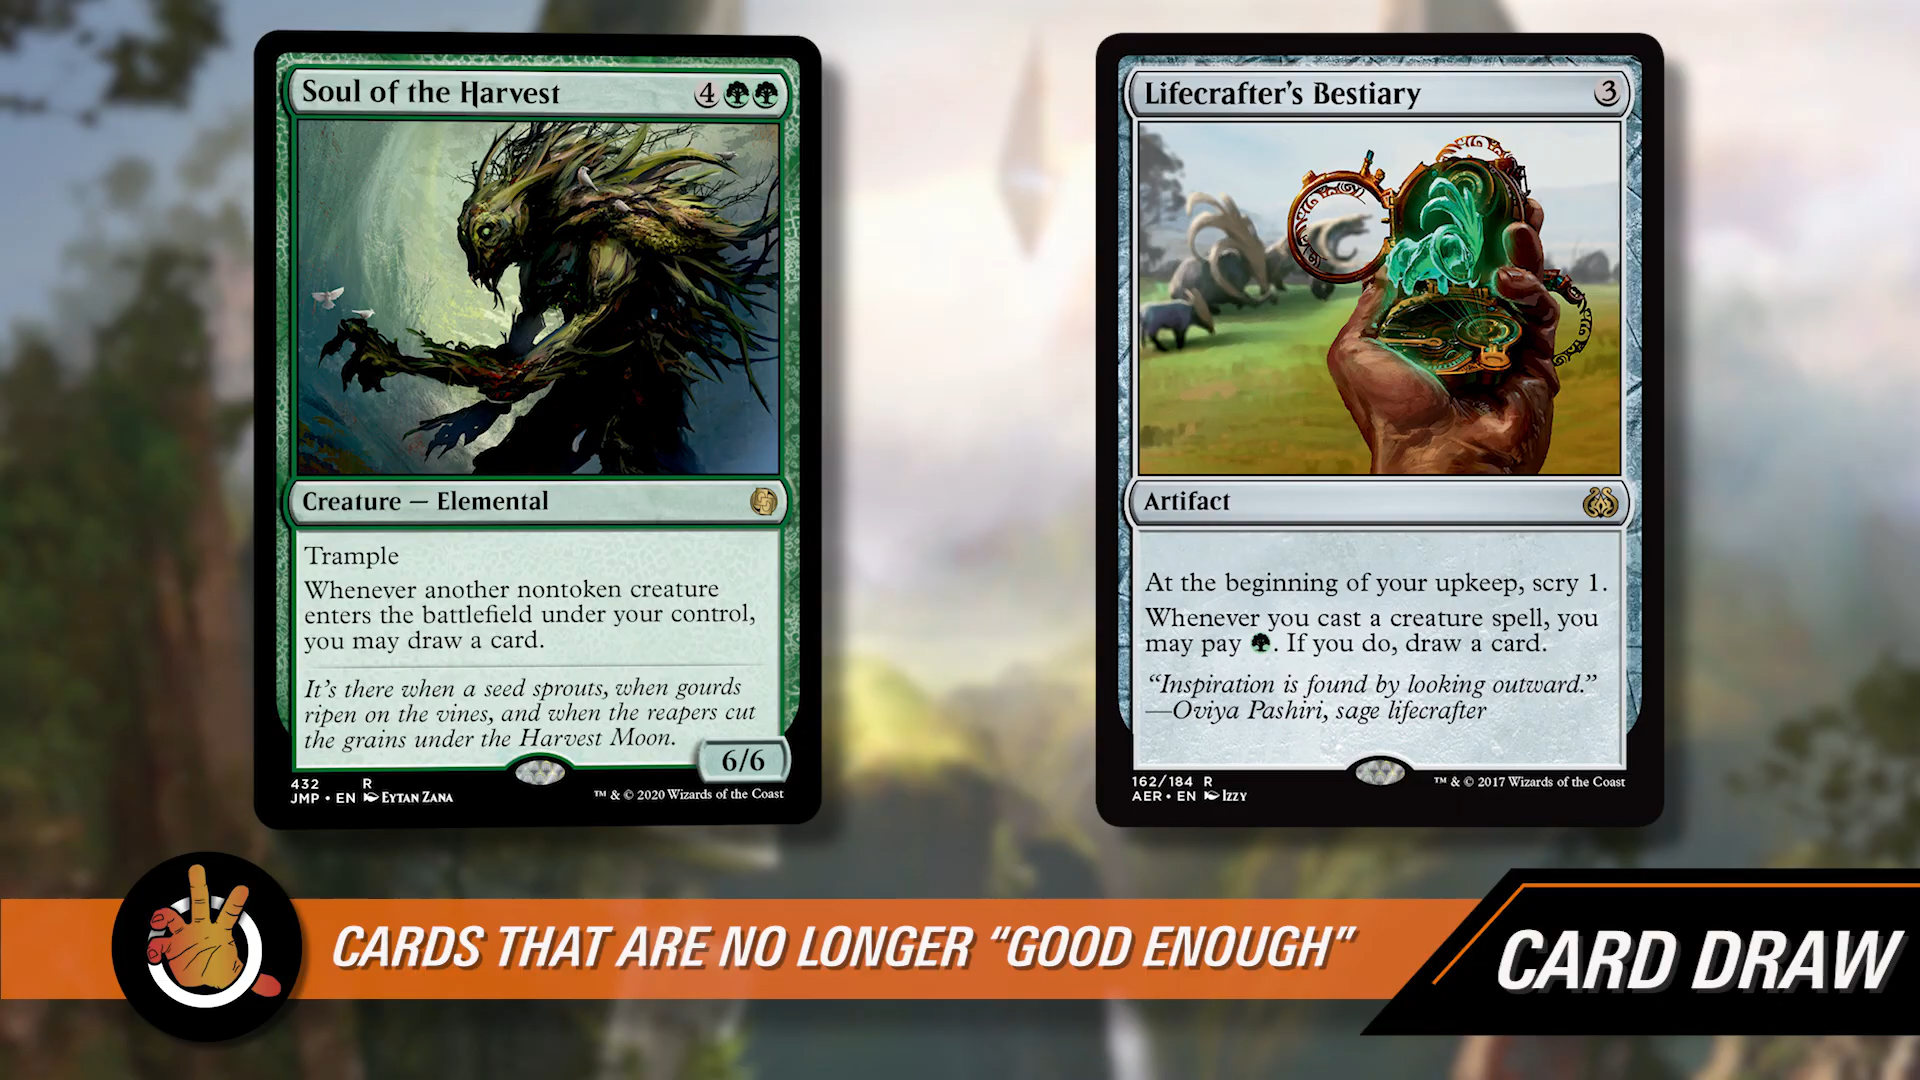 Soul of the Harvest 4
Creature — Elemental
Trample
Whenever another nontoken creature
enters the battlefield under your control,
you may draw a card.
It's there when a seed sprouts, when gourds
ripen on the vines, and when the reapers cut
the grains under the Harvest Moon.
6/6
432 R
JMP • EN EYTAN ZANA
™ & © 2020 Wizards of the Coast
Lifecrafter's Bestiary 3
Artifact
At the beginning of your upkeep, scry 1.
Whenever you cast a creature spell, you
may pay . If you do, draw a card.
“Inspiration is found by looking outward.”
—Oviya Pashiri, sage lifecrafter
162/184 R
AER • EN IZZY
™ & © 2017 Wizards of the Coast
CARDS THAT ARE NO LONGER “GOOD ENOUGH”
CARD DRAW